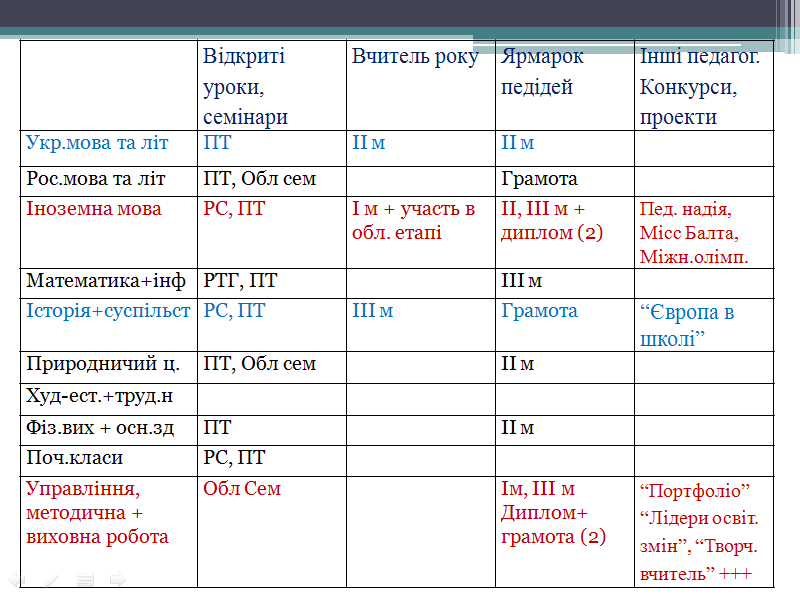 Відкриті уроки, семінари
Вчитель року
Ярмарок педідей
Інші педагог. Конкурси, проекти
Укр.мова та літ
ПТ
ІІ м
ІІ м
Рос.мова та літ
ПТ, Обл сем
Грамота
Іноземна мова
РС, ПТ
І м + участь в
обл. етапі
ІІ, ІІІ м +
диплом (2)
Пед. надія,
Місс Балта,
Міжн.олімп.
Математика+інф
РТГ, ПТ
ІІІ м
Історія+суспільст
РС, ПТ
ІІІ м
Грамота
“Європа в
школі”
Природничий ц.
ПТ, Обл сем
ІІ м
Худ-ест.+труд.н
Фіз.вих + осн.зд
ПТ
ІІ м
Поч.класи
РС, ПТ
Управління,
методична +
виховна робота
Обл Сем
Ім, ІІІ м
Диплом+
грамота (2)
“Портфоліо”
“Лідери освіт.
змін”, “Творч.
вчитель” +++